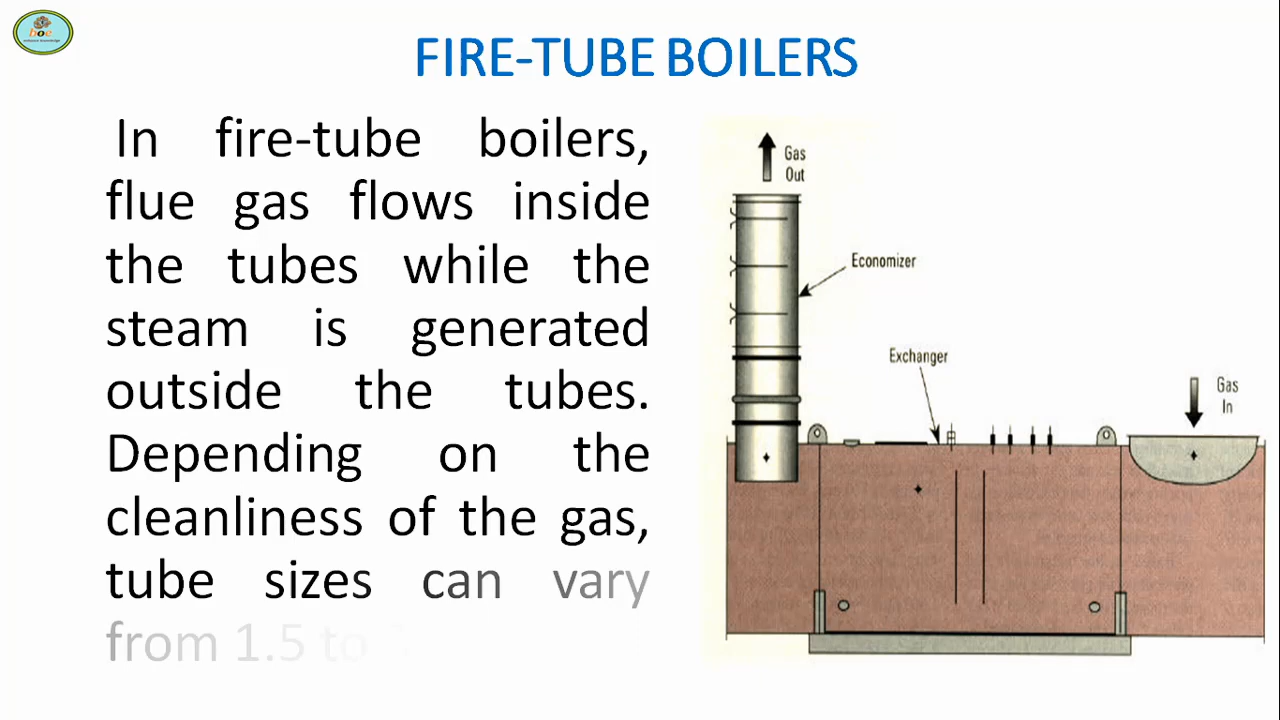 boe
FIRE-TUBE BOILERS
In fire-tube boilers,
flue gas flows inside
the tubes while the
steam is generated
outside the tubes.
Depending on the
cleanliness of the gas,
tube sizes can vary
from 1.5 to
Gas
Out
Economizer
Exchanger
Gas
In